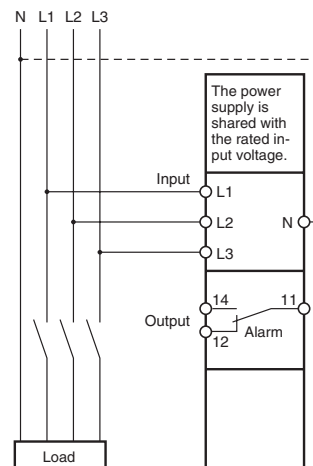 N L1 L2 L3
The power
supply is
shared with
the rated in-
put voltage.
Input
L1
L2
N
L3
14
11
Output
12
Alarm
Load